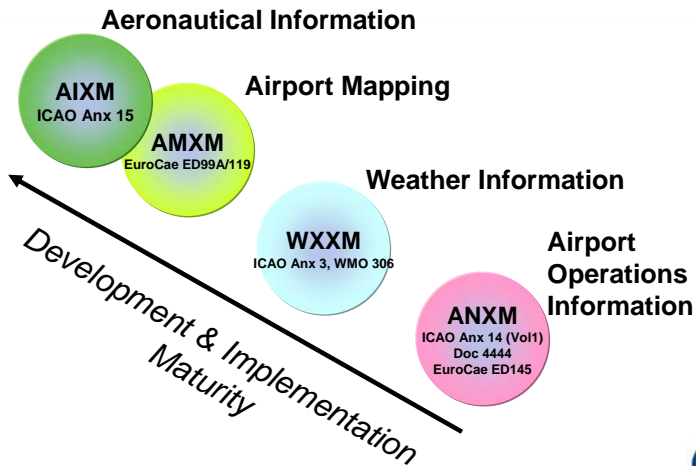 Aeronautical Information
AIXM
ICAO Anx 15
Airport Mapping
AMXM
EuroCae ED99A/119
Weather Information
WXXM
ICAO Anx 3, WMO 306
Airport
Operations
Information
ANXM
ICAO Anx 14 (Vol1)
Doc 4444
EuroCae ED145
Development & Implementation
Maturity